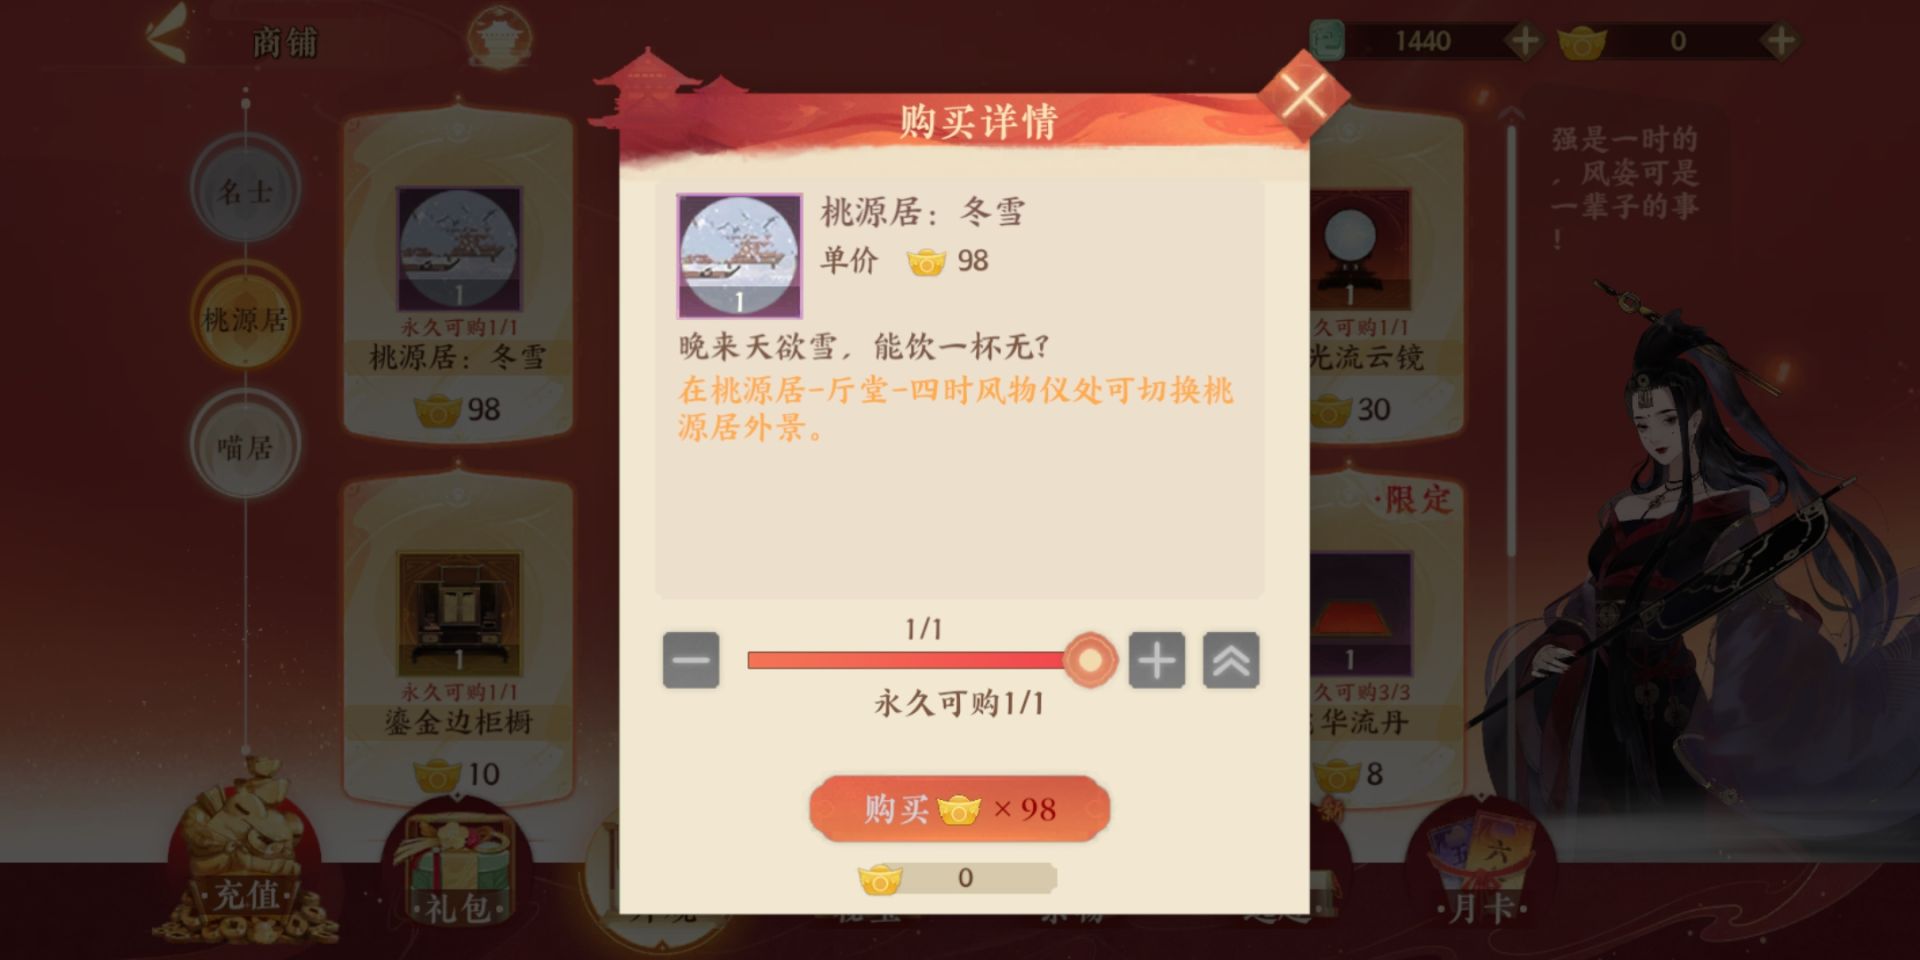 商铺
1440
0
强是一时的
，风姿可是
一辈子的事
！
名士
桃源居
喵居
1
永久可购1/1
桃源居：冬雪
98
1
永久可购1/1
鎏金边柜橱
10
购买详情
桃源居：冬雪
单价 98
1
晚来天欲雪，能饮一杯无？
在桃源居-厅堂-四时风物仪处可切换桃
源居外景。
1/1
永久可购1/1
购买 × 98
0
1
久可购1/1
光流云镜
30
·限定
1
久可购3/3
华流丹
8
新
·充值·
·礼包·
·月卡·